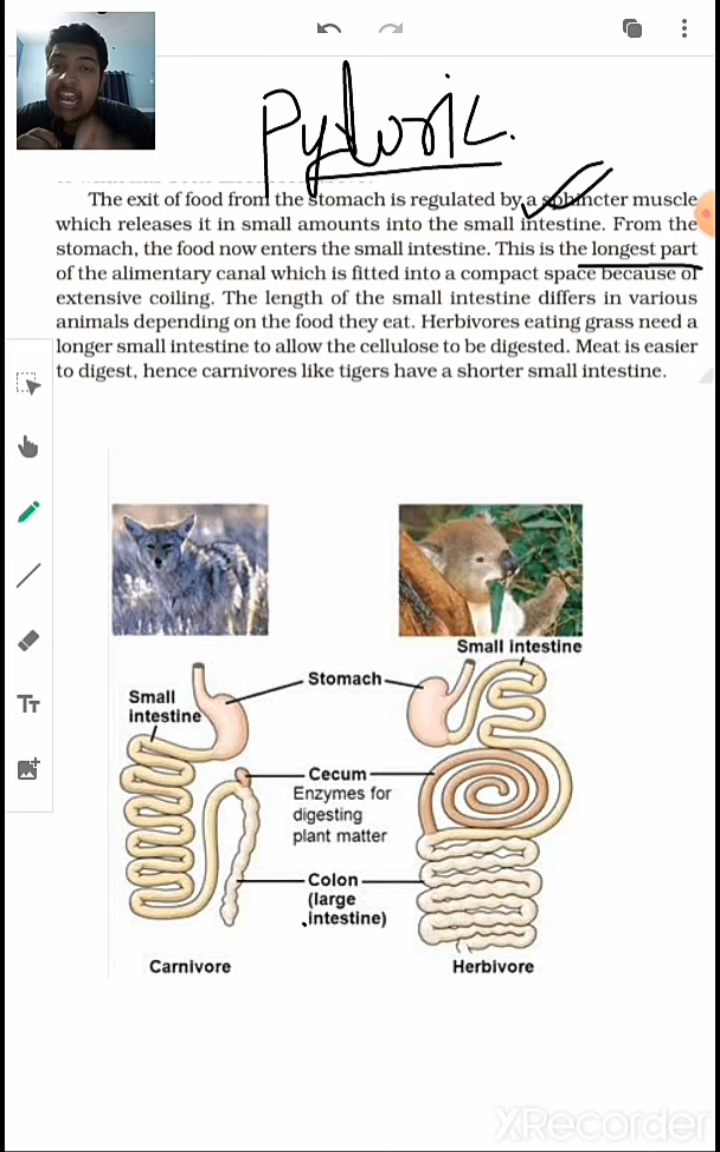 Pyloric.
The exit of food from the stomach is regulated by a sphincter muscle
which releases it in small amounts into the small intestine. From the
stomach, the food now enters the small intestine. This is the longest part
of the alimentary canal which is fitted into a compact space because of
extensive coiling. The length of the small intestine differs in various
animals depending on the food they eat. Herbivores eating grass need a
longer small intestine to allow the cellulose to be digested. Meat is easier
to digest, hence carnivores like tigers have a shorter small intestine.
Small intestine
Stomach
Small
intestine
Cecum
Enzymes for
digesting
plant matter
Colon
(large
intestine)
Carnivore
Herbivore
TT
XRecorder